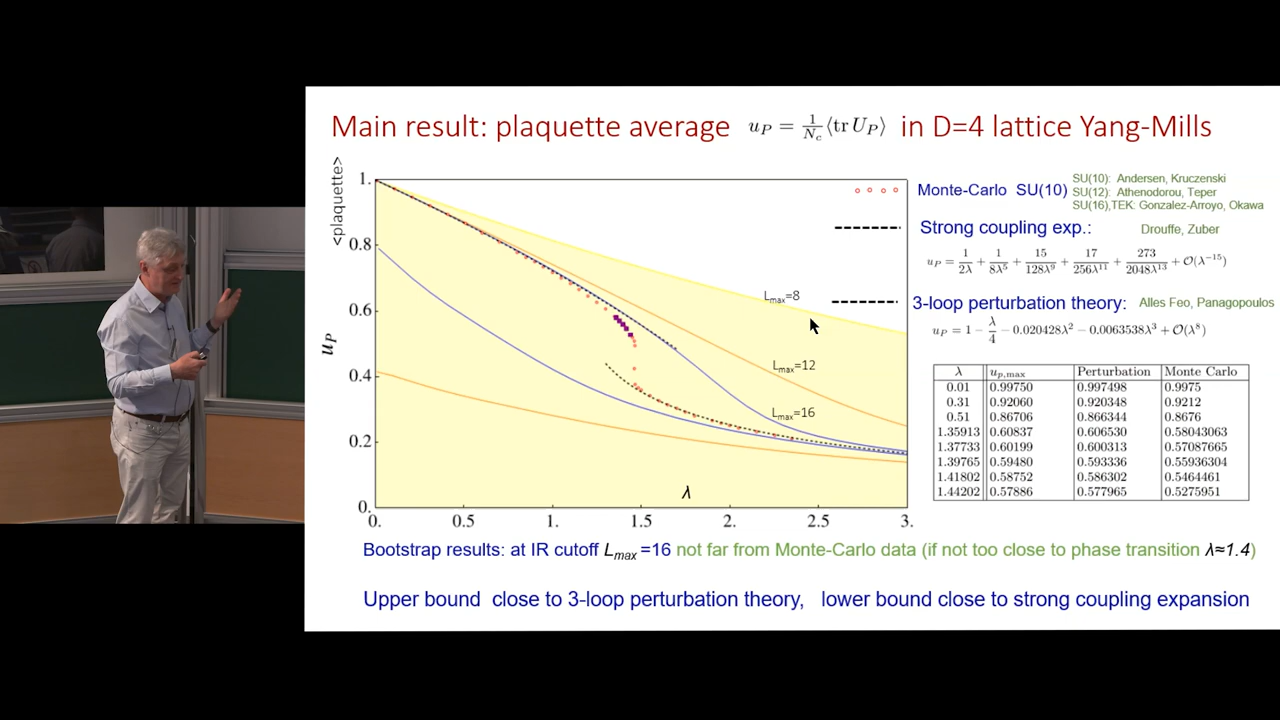 Main result: plaquette average u_P = 1/N_c ⟨tr U_P⟩ in D=4 lattice Yang-Mills
<plaquette>
u_P
1.
0.8
0.6
0.4
0.2
0.
0. 0.5 1. 1.5 2. 2.5 3.
λ
L_max=8
L_max=12
L_max=16
Monte-Carlo SU(10)
SU(10): Andersen, Kruczenski
SU(12): Athenodorou, Teper
SU(16),TEK: Gonzalez-Arroyo, Okawa
Strong coupling exp.: Drouffe, Zuber
u_P = 1/2λ + 1/8λ^5 + 15/128λ^9 + 17/256λ^11 + 273/2048λ^13 + O(λ^-15)
3-loop perturbation theory: Alles Feo, Panagopoulos
u_P = 1 − λ/4 − 0.020428λ^2 − 0.0063538λ^3 + O(λ^8)
λ u_p,max Perturbation Monte Carlo
0.01 0.99750 0.997498 0.9975
0.31 0.92060 0.920348 0.9212
0.51 0.86706 0.866344 0.8676
1.35913 0.60837 0.606530 0.58043063
1.37733 0.60199 0.600313 0.57087665
1.39765 0.59480 0.593336 0.55936304
1.41802 0.58752 0.586302 0.5464461
1.44202 0.57886 0.577965 0.5275951
Bootstrap results: at IR cutoff L_max =16 not far from Monte-Carlo data (if not too close to phase transition λ≈1.4)
Upper bound close to 3-loop perturbation theory, lower bound close to strong coupling expansion